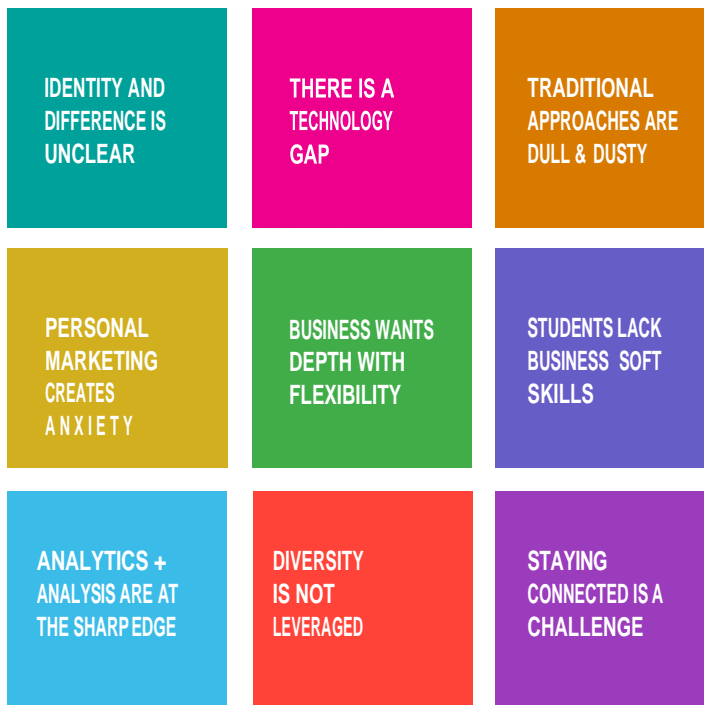 IDENTITY AND
DIFFERENCE IS
UNCLEAR
THERE IS A
TECHNOLOGY
GAP
TRADITIONAL
APPROACHES ARE
DULL & DUSTY
PERSONAL
MARKETING
CREATES
ANXIETY
BUSINESS WANTS
DEPTH WITH
FLEXIBILITY
STUDENTS LACK
BUSINESS SOFT
SKILLS
ANALYTICS +
ANALYSIS ARE AT
THE SHARP EDGE
DIVERSITY
IS NOT
LEVERAGED
STAYING
CONNECTED IS A
CHALLENGE